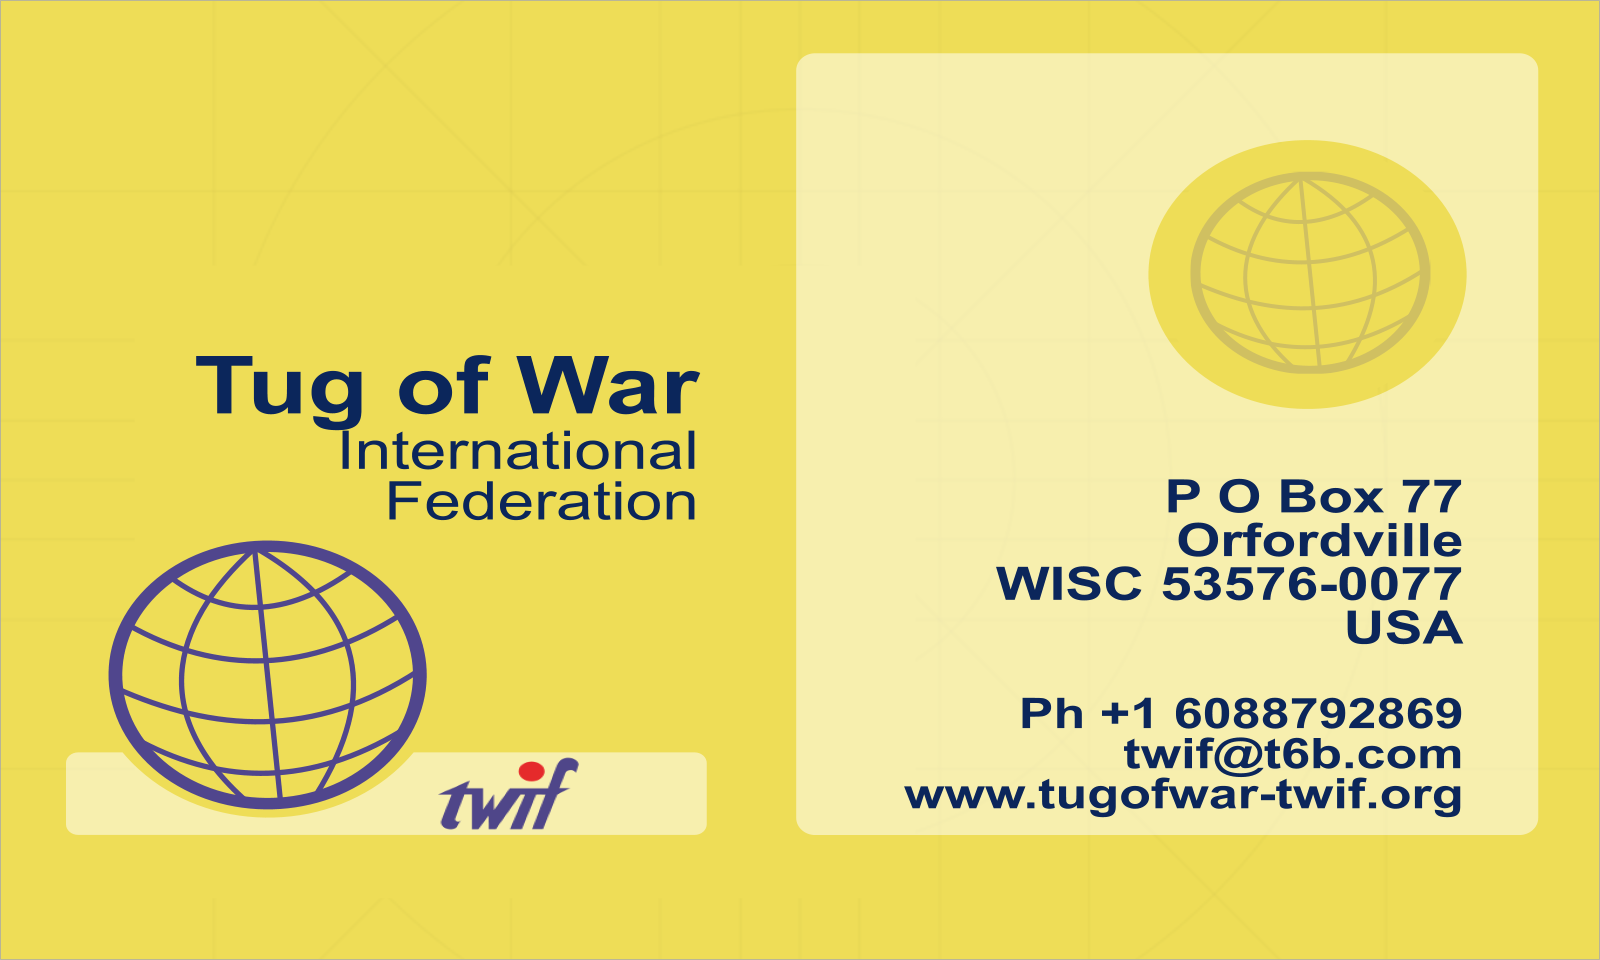 Tug of War
International
Federation
twif
P O Box 77
Orfordville
WISC 53576-0077
USA
Ph +1 6088792869
twif@t6b.com
www.tugofwar-twif.org